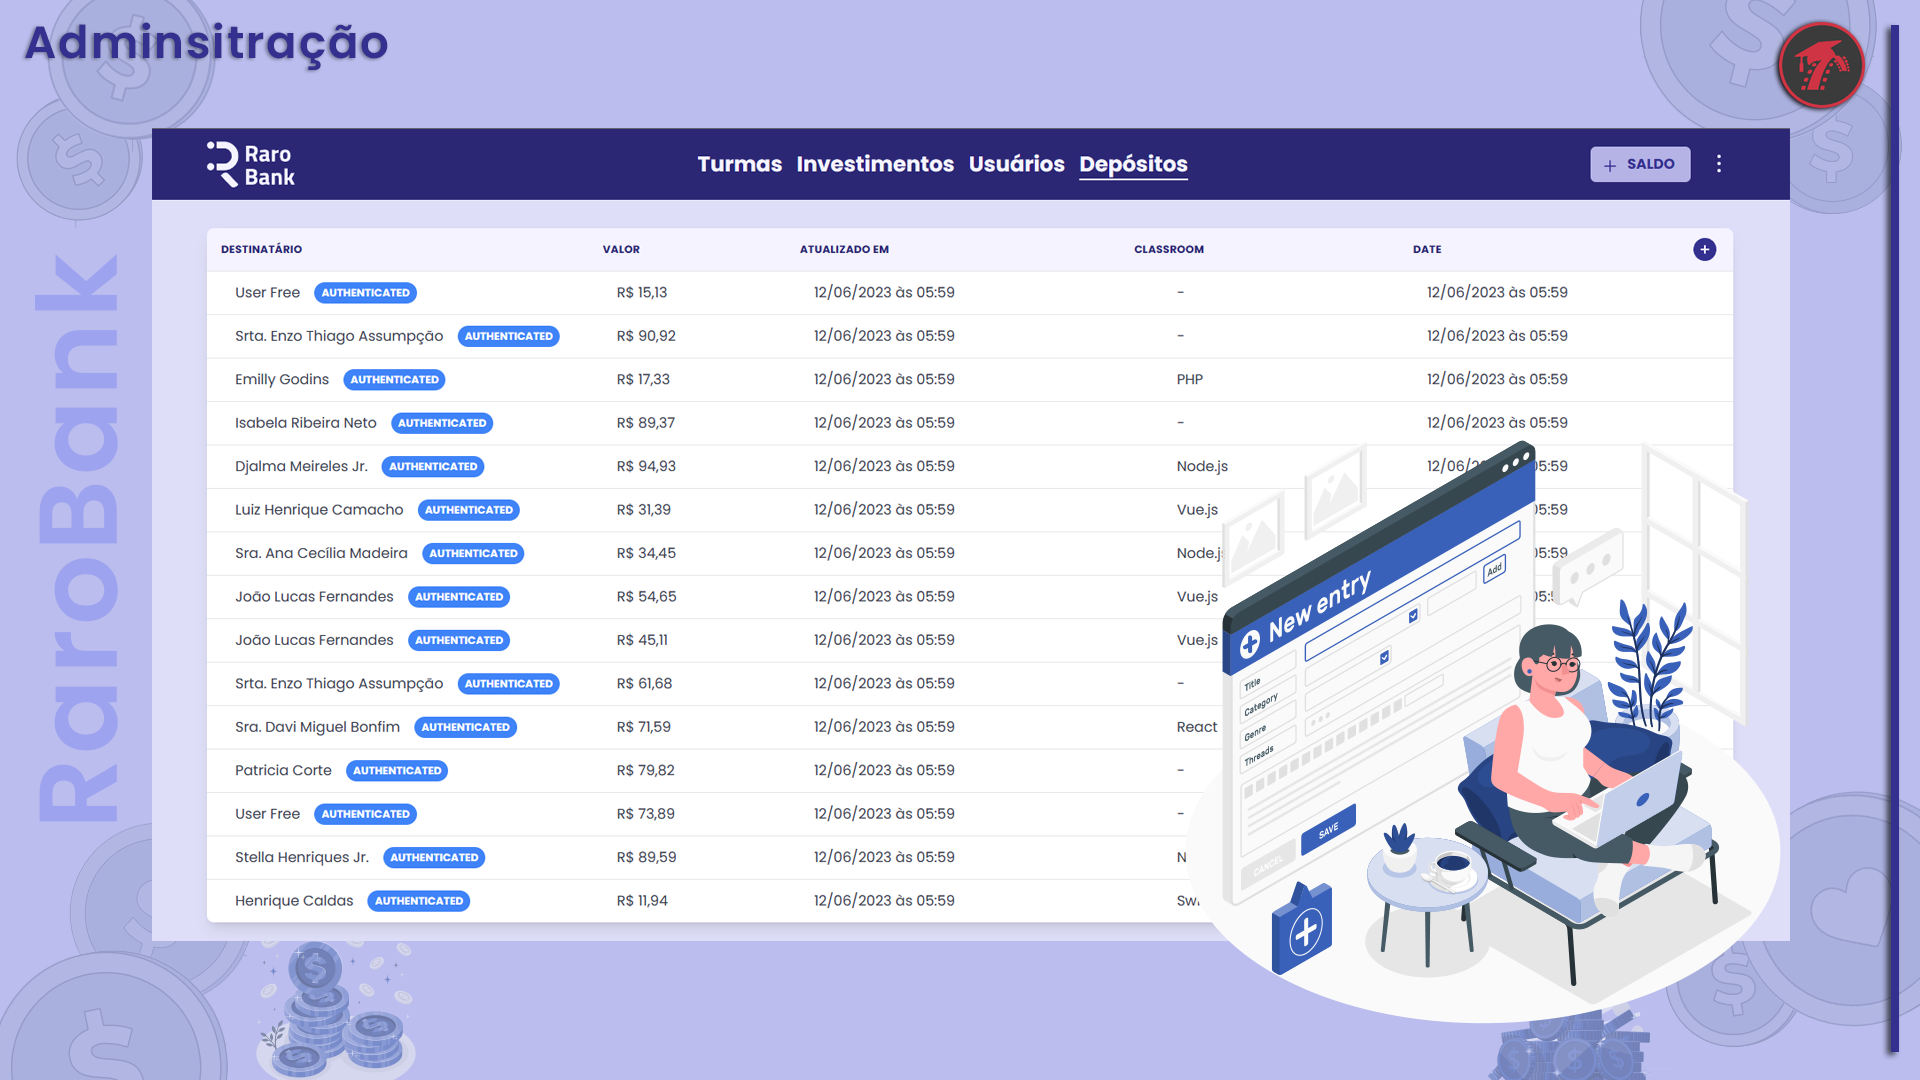 Adminsitração
RaroBank
Raro
Bank
Turmas Investimentos Usuários Depósitos
+ SALDO
DESTINATÁRIO VALOR ATUALIZADO EM CLASSROOM DATE
User Free AUTHENTICATED R$ 15,13 12/06/2023 às 05:59 - 12/06/2023 às 05:59
Srta. Enzo Thiago Assumpção AUTHENTICATED R$ 90,92 12/06/2023 às 05:59 - 12/06/2023 às 05:59
Emilly Godins AUTHENTICATED R$ 17,33 12/06/2023 às 05:59 PHP 12/06/2023 às 05:59
Isabela Ribeira Neto AUTHENTICATED R$ 89,37 12/06/2023 às 05:59 - 12/06/2023 às 05:59
Djalma Meireles Jr. AUTHENTICATED R$ 94,93 12/06/2023 às 05:59 Node.js 12/06/2 05:59
Luiz Henrique Camacho AUTHENTICATED R$ 31,39 12/06/2023 às 05:59 Vue.js 05:59
Sra. Ana Cecília Madeira AUTHENTICATED R$ 34,45 12/06/2023 às 05:59 Node.js 05:59
João Lucas Fernandes AUTHENTICATED R$ 54,65 12/06/2023 às 05:59 Vue.js
João Lucas Fernandes AUTHENTICATED R$ 45,11 12/06/2023 às 05:59 Vue.js
Srta. Enzo Thiago Assumpção AUTHENTICATED R$ 61,68 12/06/2023 às 05:59 -
Sra. Davi Miguel Bonfim AUTHENTICATED R$ 71,59 12/06/2023 às 05:59 React
Patricia Corte AUTHENTICATED R$ 79,82 12/06/2023 às 05:59 -
User Free AUTHENTICATED R$ 73,89 12/06/2023 às 05:59 -
Stella Henriques Jr. AUTHENTICATED R$ 89,59 12/06/2023 às 05:59 N
Henrique Caldas AUTHENTICATED R$ 11,94 12/06/2023 às 05:59
New entry
Add
Title
Category
Genre
Threads
CANCEL
SAVE